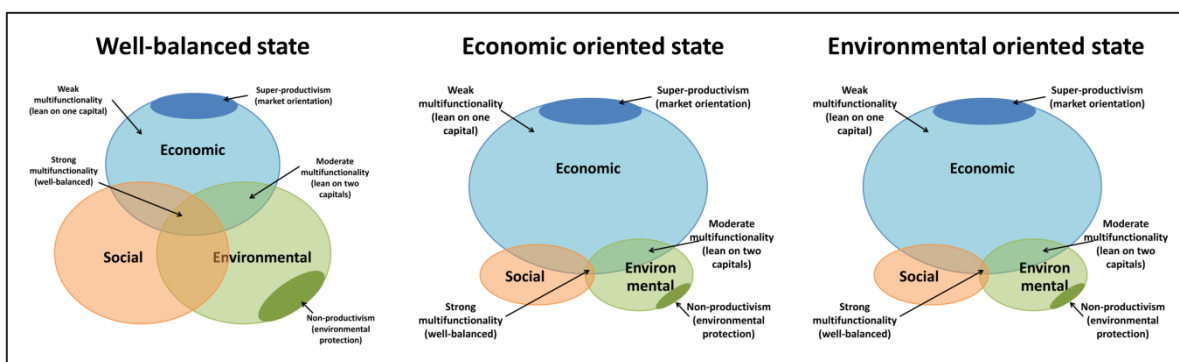 Well-balanced state
Weak
multifunctionality
(lean on one capital)
Super-productivism
(market orientation)
Economic
Strong
multifunctionality
(well-balanced)
Moderate
multifunctionality
(lean on two
capitals)
Social
Environmental
Non-productivism
(environmental
protection)
Economic oriented state
Weak
multifunctionality
(lean on one
capital)
Super-productivism
(market orientation)
Economic
Moderate
multifunctionality
(lean on two
capitals)
Social
Environ
mental
Strong
multifunctionality
(well-balanced)
Non-productivism
(environmental
protection)
Environmental oriented state
Weak
multifunctionality
(lean on one
capital)
Super-productivism
(market orientation)
Economic
Moderate
multifunctionality
(lean on two
capitals)
Social
Environ
mental
Strong
multifunctionality
(well-balanced)
Non-productivism
(environmental
protection)